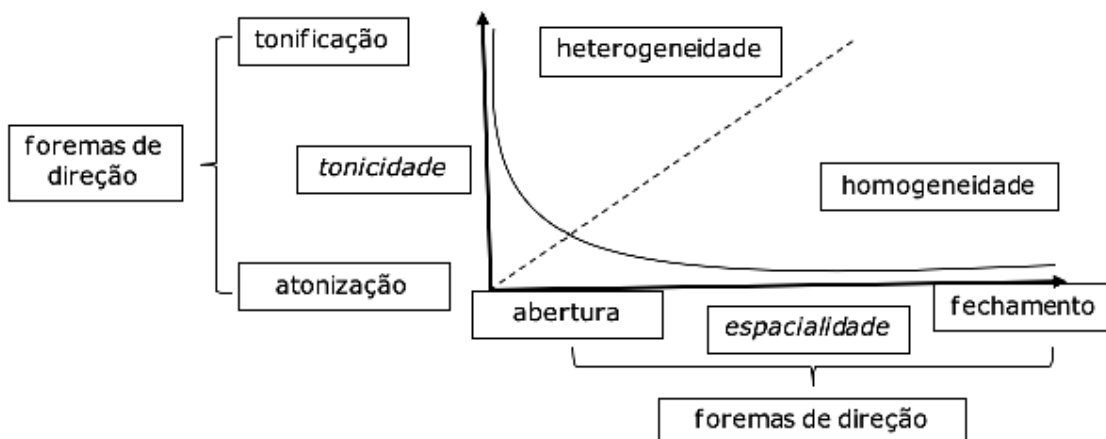 tonificação
heterogeneidade
foremas de
direção
tonicidade
homogeneidade
atonização
abertura
espacialidade
fechamento
foremas de direção